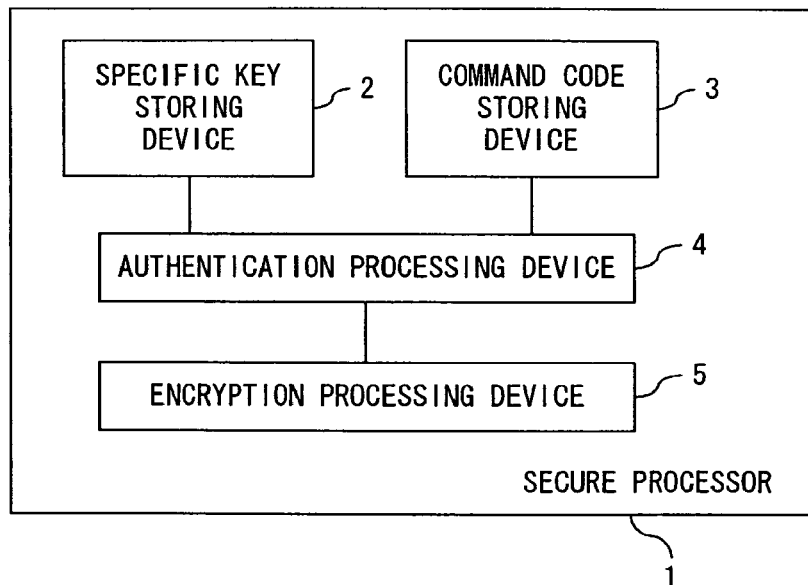 SPECIFIC KEY
STORING
DEVICE
2
COMMAND CODE
STORING
DEVICE
3
AUTHENTICATION PROCESSING DEVICE
4
ENCRYPTION PROCESSING DEVICE
5
SECURE PROCESSOR
1